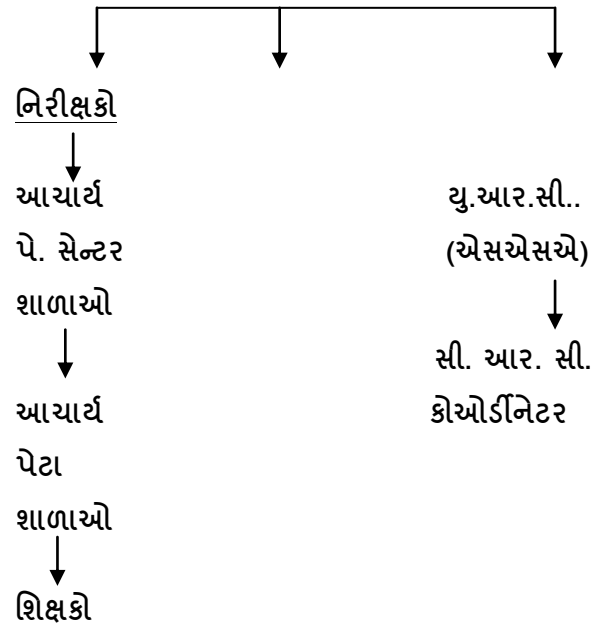 નિરીક્ષકો
આચાર્ય
પે. સેન્ટર
શાળાઓ
આચાર્ય
પેટા
શાળાઓ
શિક્ષકો
યુ.આર.સી..
(એસએસએ)
સી. આર. સી.
કોઓર્ડીનેટર